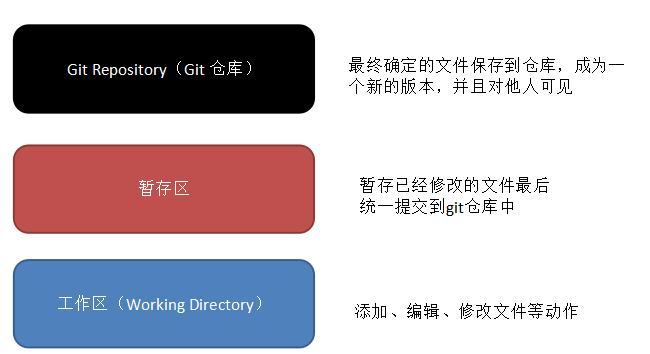 Git Repository（Git 仓库）
最终确定的文件保存到仓库，成为一
个新的版本，并且对他人可见
暂存区
暂存已经修改的文件最后
统一提交到git仓库中
工作区（Working Directory）
添加、编辑、修改文件等动作